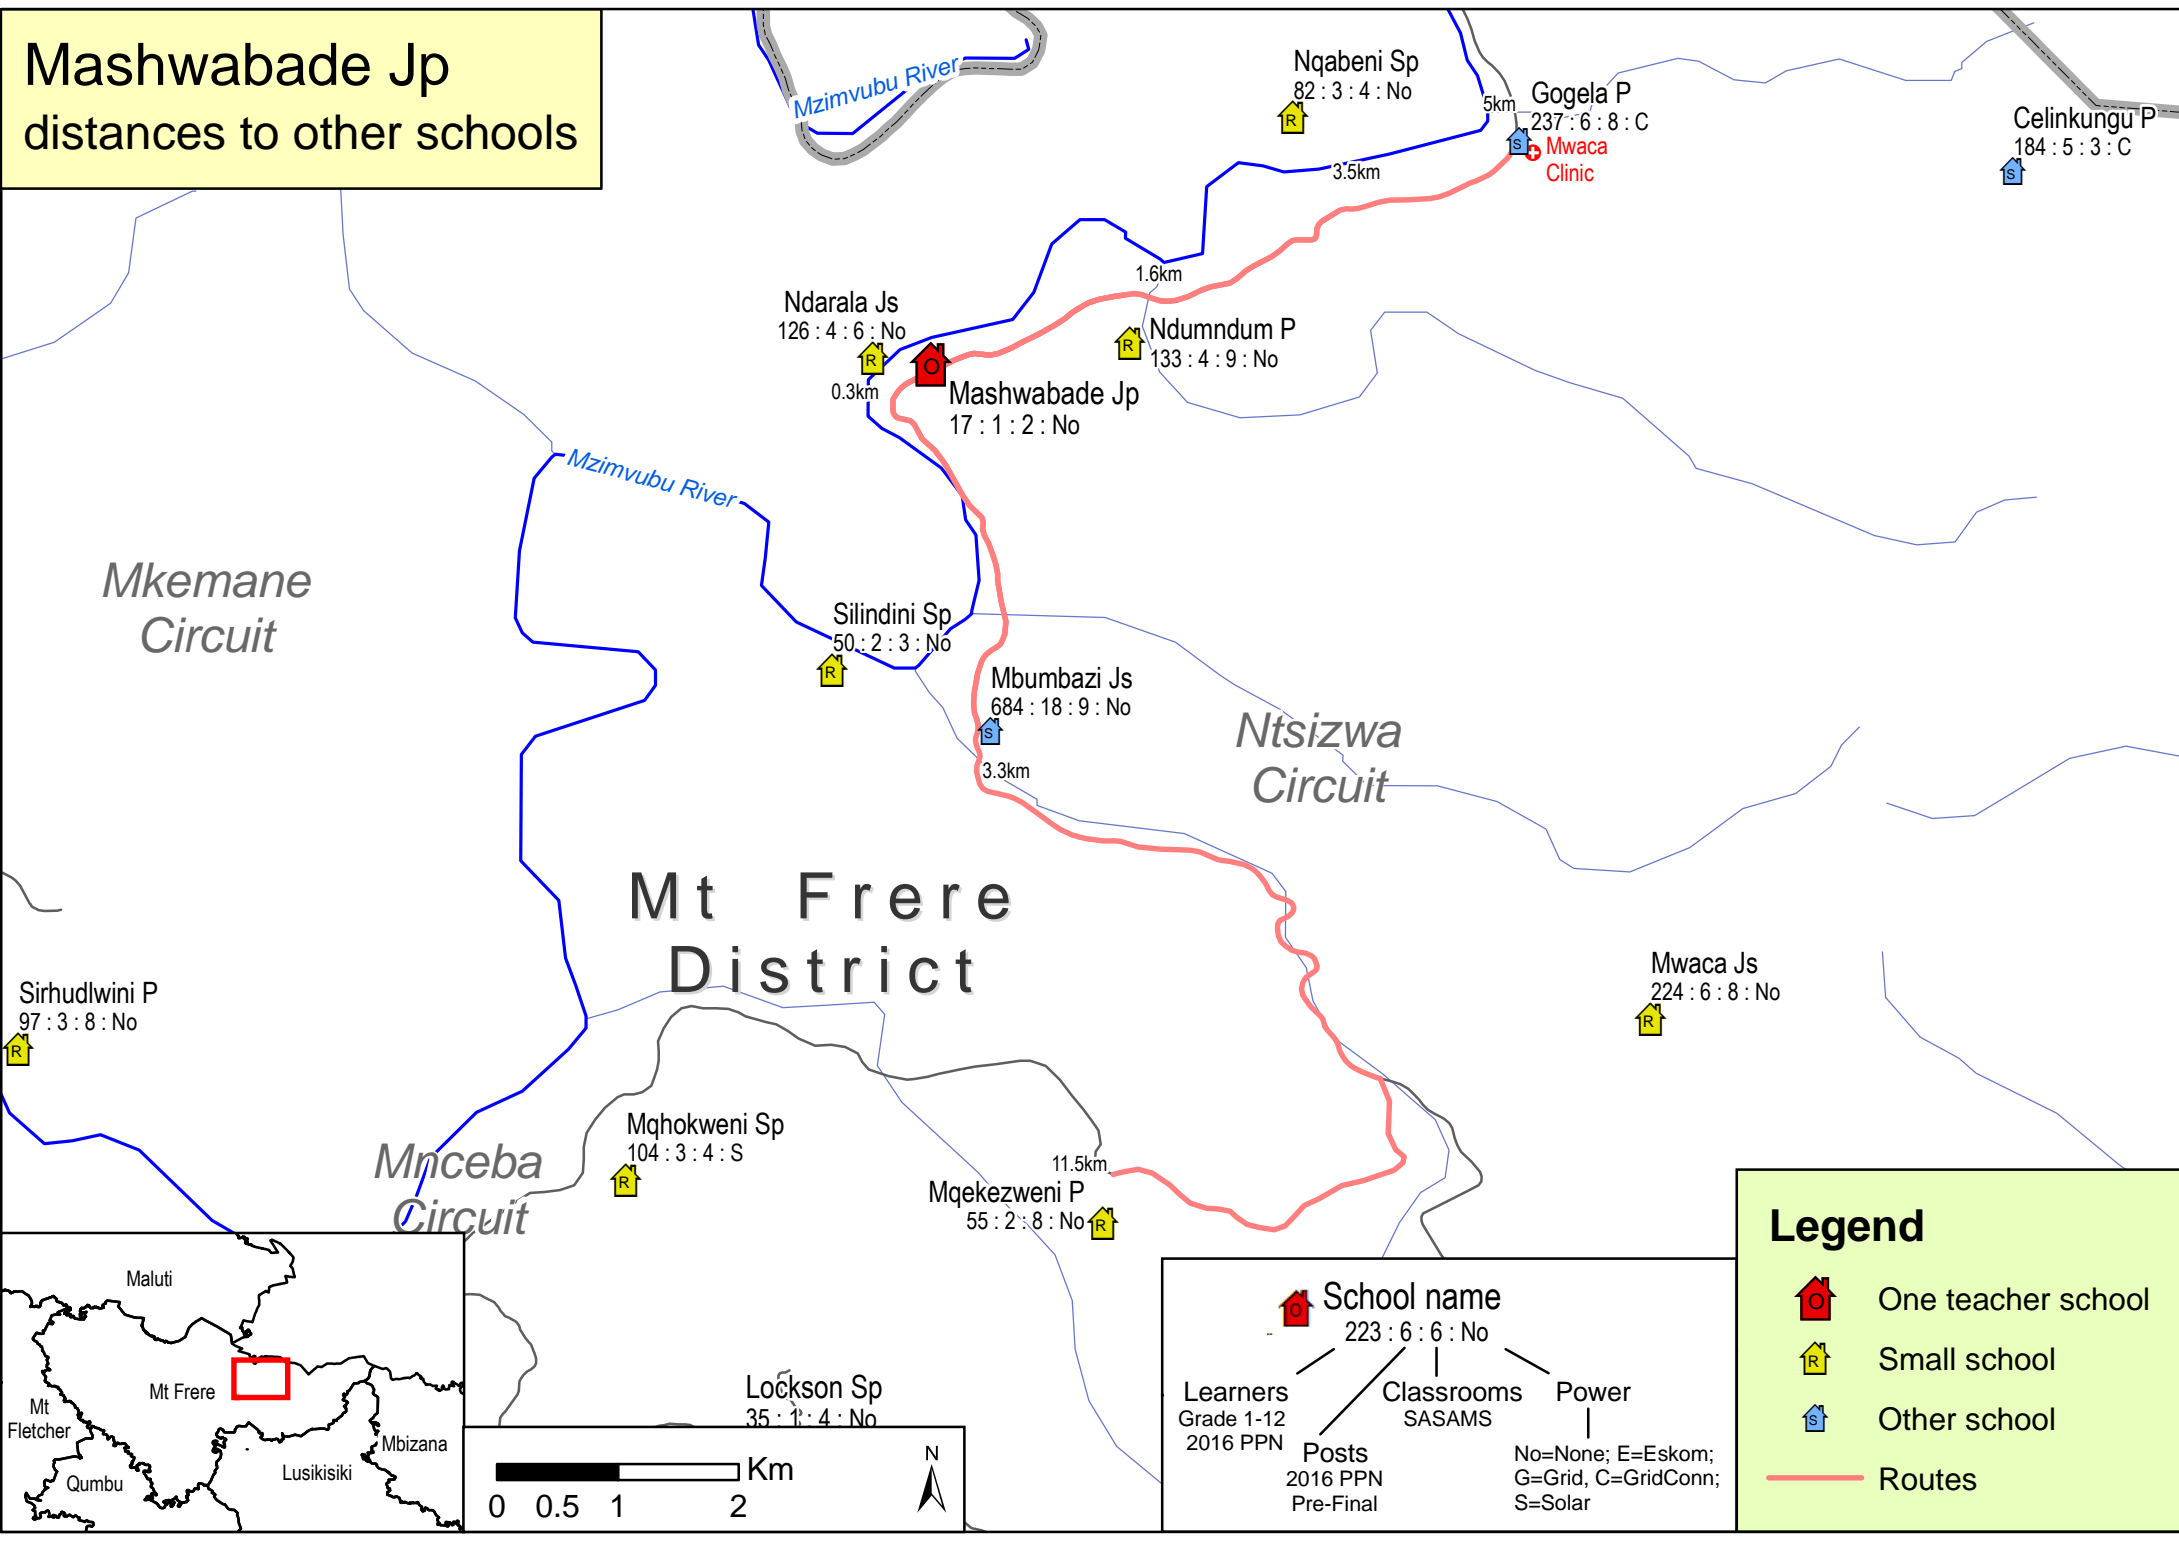 Mashwabade Jp
distances to other schools
Mzimvubu River
Nqabeni Sp
82 : 3 : 4 : No
5km
Gogela P
237 : 6 : 8 : C
Mwaca
Clinic
Celinkungu P
184 : 5 : 3 : C
3.5km
1.6km
Ndarala Js
126 : 4 : 6 : No
R
S
O
0.3km
Ndumndum P
133 : 4 : 9 : No
Mashwabade Jp
17 : 1 : 2 : No
Mzimvubu River
Mkemane
Circuit
Silindini Sp
50 : 2 : 3 : No
Mbumbazi Js
684 : 18 : 9 : No
3.3km
Ntsizwa
Circuit
Mt Frere
District
Sirhudlwini P
97 : 3 : 8 : No
Mwaca Js
224 : 6 : 8 : No
Mqhokweni Sp
104 : 3 : 4 : S
Mnceba
Circuit
11.5km
Mqekezweni P
55 : 2 : 8 : No
Lockson Sp
35 : 1 : 4 : No
Maluti
Mt Frere
Mt
Fletcher
Qumbu
Lusikisiki
Mbizana
Km
0 0.5 1 2
N
O
School name
223 : 6 : 6 : No
Learners
Grade 1-12
2016 PPN
Posts
2016 PPN
Pre-Final
Classrooms
SASAMS
Power
No=None; E=Eskom;
G=Grid, C=GridConn;
S=Solar
Legend
O One teacher school
R Small school
S Other school
Routes